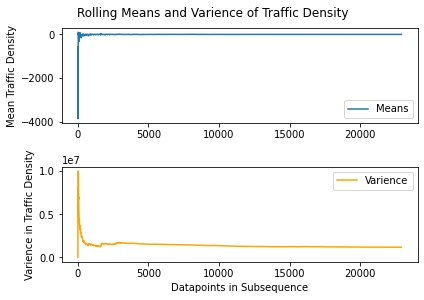 Rolling Means and Varience of Traffic Density
Mean Traffic Density
0
−2000
−4000
Means
0 5000 10000 15000 20000
Varience in Traffic Density
1e7
1.0
0.5
0.0
Varience
0 5000 10000 15000 20000
Datapoints in Subsequence